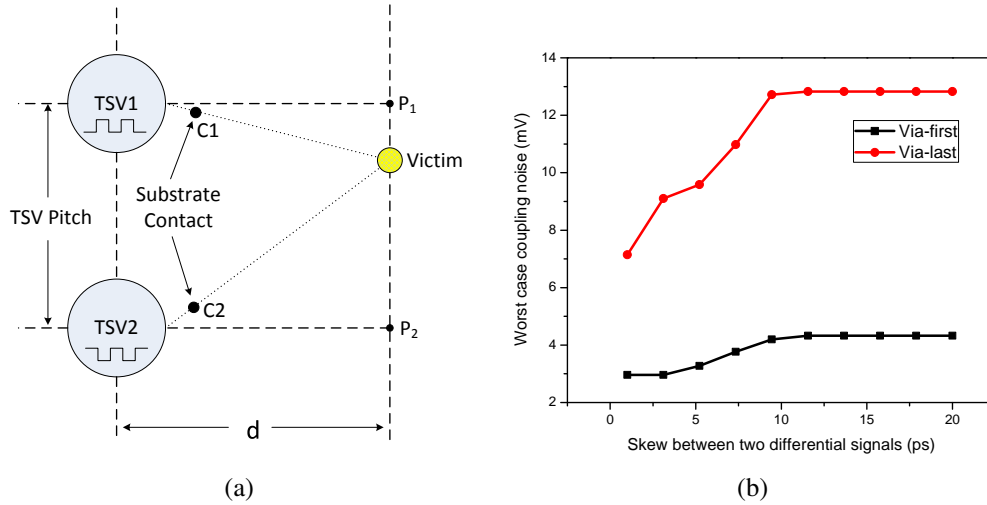 TSV1
C1
P1
Victim
TSV Pitch
Substrate
Contact
C2
TSV2
P2
d
(a)
Worst case coupling noise (mV)
14
12
10
8
6
4
2
Via-first
Via-last
0
5
10
15
20
Skew between two differential signals (ps)
(b)